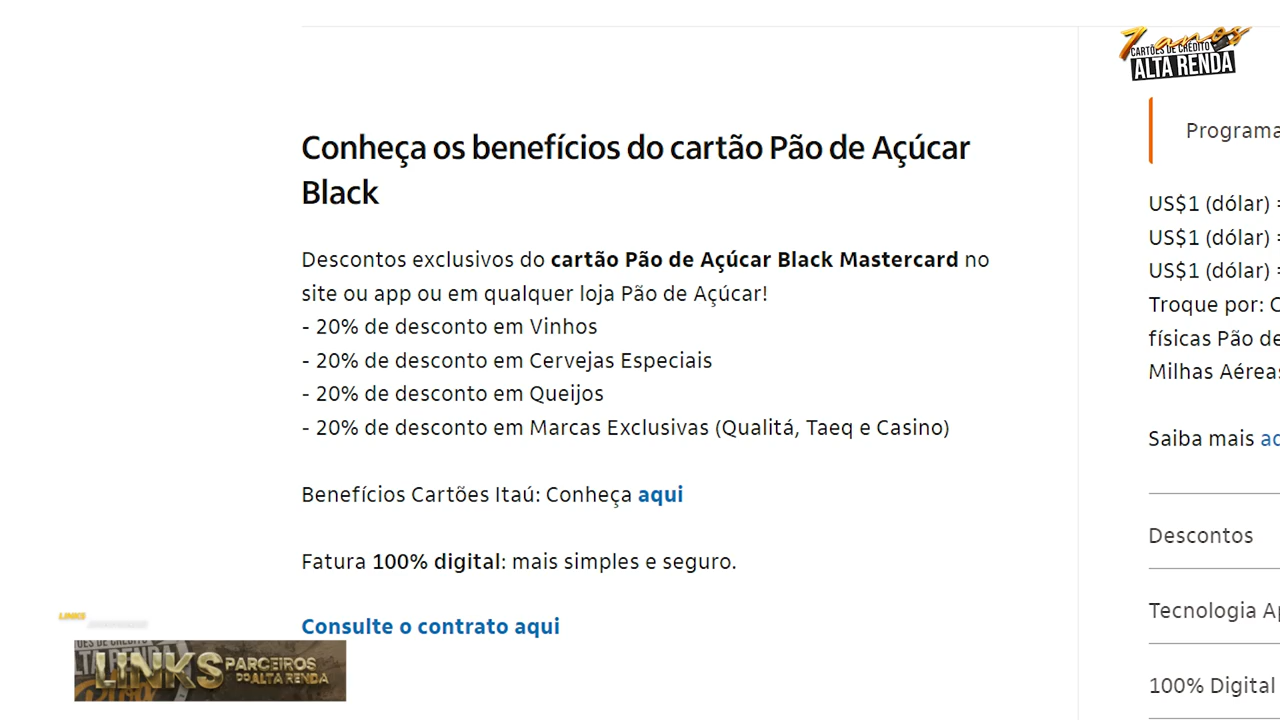 7 anos
CARTÕES DE CRÉDITO
ALTA RENDA
Conheça os benefícios do cartão Pão de Açúcar
Black
Descontos exclusivos do cartão Pão de Açúcar Black Mastercard no
site ou app ou em qualquer loja Pão de Açúcar!
- 20% de desconto em Vinhos
- 20% de desconto em Cervejas Especiais
- 20% de desconto em Queijos
- 20% de desconto em Marcas Exclusivas (Qualitá, Taeq e Casino)
Benefícios Cartões Itaú: Conheça aqui
Fatura 100% digital: mais simples e seguro.
Consulte o contrato aqui
Programa
US$1 (dólar) =
US$1 (dólar) =
US$1 (dólar) =
Troque por:
físicas Pão de
Milhas Aéreas
Saiba mais
Descontos
Tecnologia
100% Digital
LINKS
LINKS PARCEIROS
DO ALTA RENDA